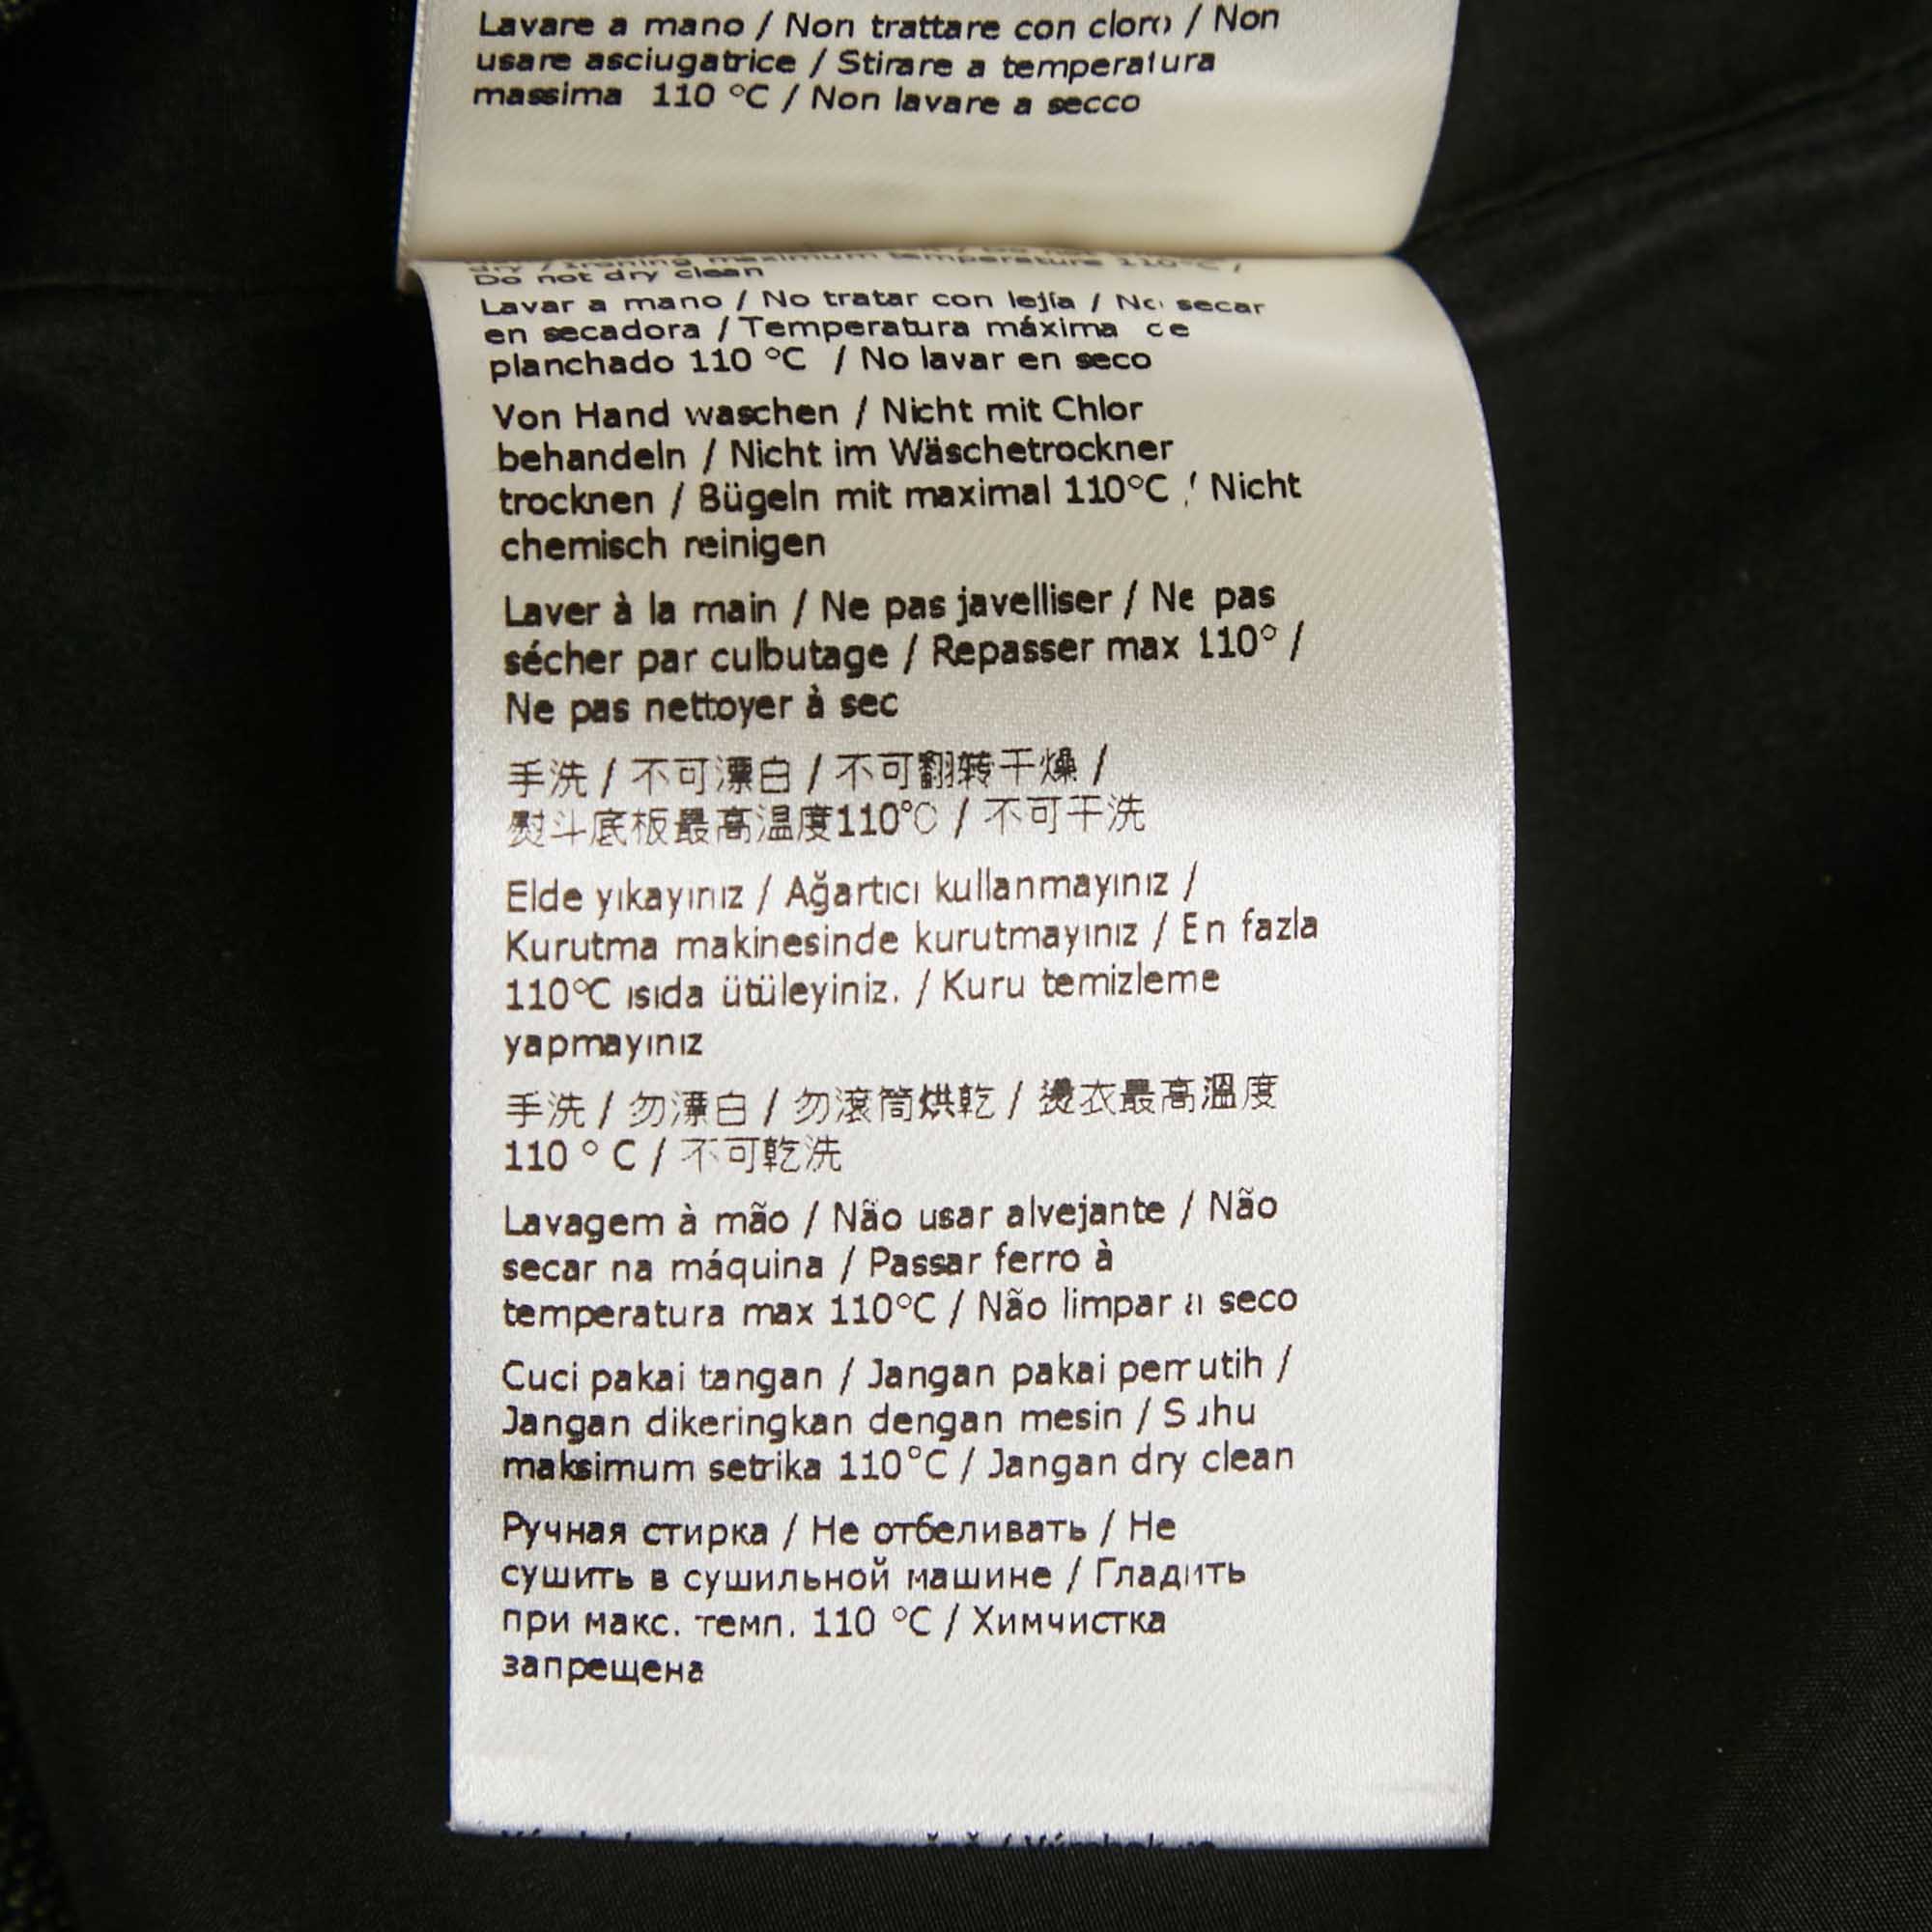 Lavare a mano / Non trattare con cloro / Non
usare asciugatrice / Stirare a temperatura
massima 110 °C / Non lavare a secco
dry / Ironing maximum temperature 110°C /
Do not dry clean
Lavar a mano / No tratar con lejía / No secar
en secadora / Temperatura máxima de
planchado 110 °C / No lavar en seco
Von Hand waschen / Nicht mit Chlor
behandeln / Nicht im Wäschetrockner
trocknen / Bügeln mit maximal 110°C / Nicht
chemisch reinigen
Laver à la main / Ne pas javelliser / Ne pas
sécher par culbutage / Repasser max 110° /
Ne pas nettoyer à sec
手洗 / 不可漂白 / 不可翻转干燥 /
熨斗底板最高温度110°C / 不可干洗
Elde yıkayınız / Ağartıcı kullanmayınız /
Kurutma makinesinde kurutmayınız / En fazla
110°C ısıda ütüleyiniz. / Kuru temizleme
yapmayınız
手洗 / 勿漂白 / 勿滾筒烘乾 / 燙衣最高溫度
110 ° C / 不可乾洗
Lavagem à mão / Não usar alvejante / Não
secar na máquina / Passar ferro à
temperatura max 110°C / Não limpar a seco
Cuci pakai tangan / Jangan pakai pemutih /
Jangan dikeringkan dengan mesin / Suhu
maksimum setrika 110°C / Jangan dry clean
Ручная стирка / Не отбеливать / Не
сушить в сушильной машине / Гладить
при макс. темп. 110 °C / Химчистка
запрещена